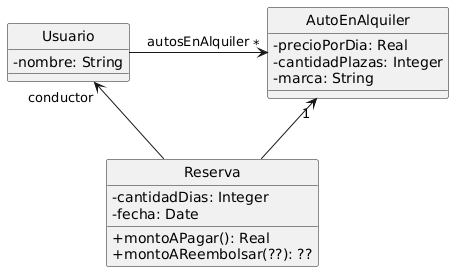 Usuario
-nombre: String
autosEnAlquiler *
AutoEnAlquiler
-precioPorDia: Real
-cantidadPlazas: Integer
-marca: String
conductor
1
Reserva
-cantidadDias: Integer
-fecha: Date
+montoAPagar(): Real
+montoAReembolsar(??): ??